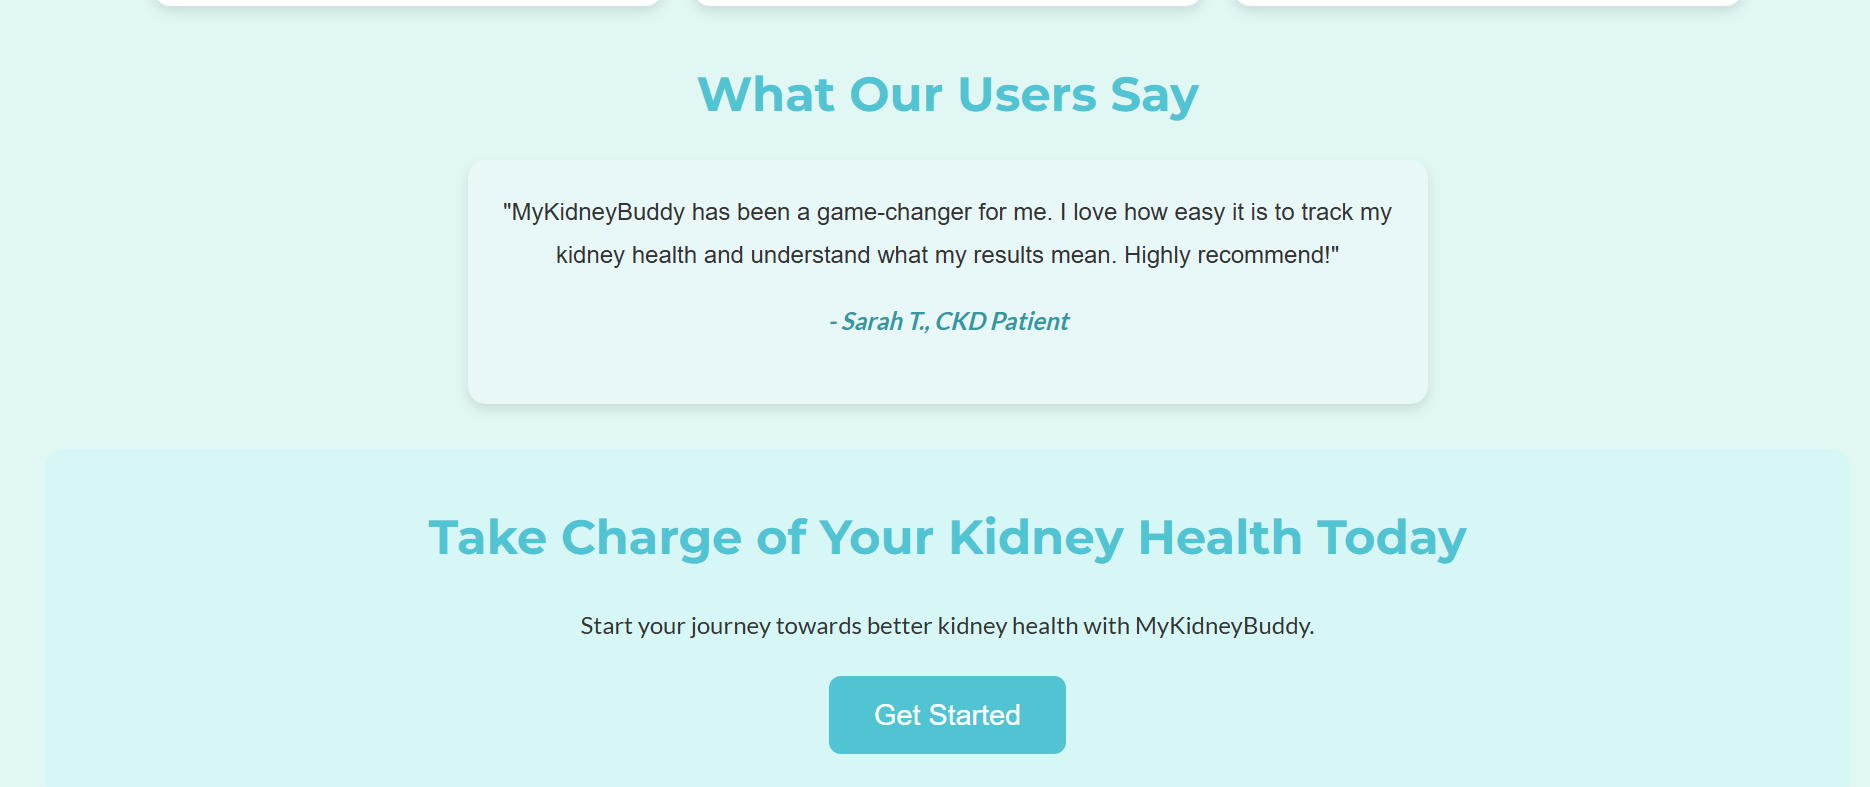 What Our Users Say
"MyKidneyBuddy has been a game-changer for me. I love how easy it is to track my
kidney health and understand what my results mean. Highly recommend!"
- Sarah T., CKD Patient
Take Charge of Your Kidney Health Today
Start your journey towards better kidney health with MyKidneyBuddy.
Get Started